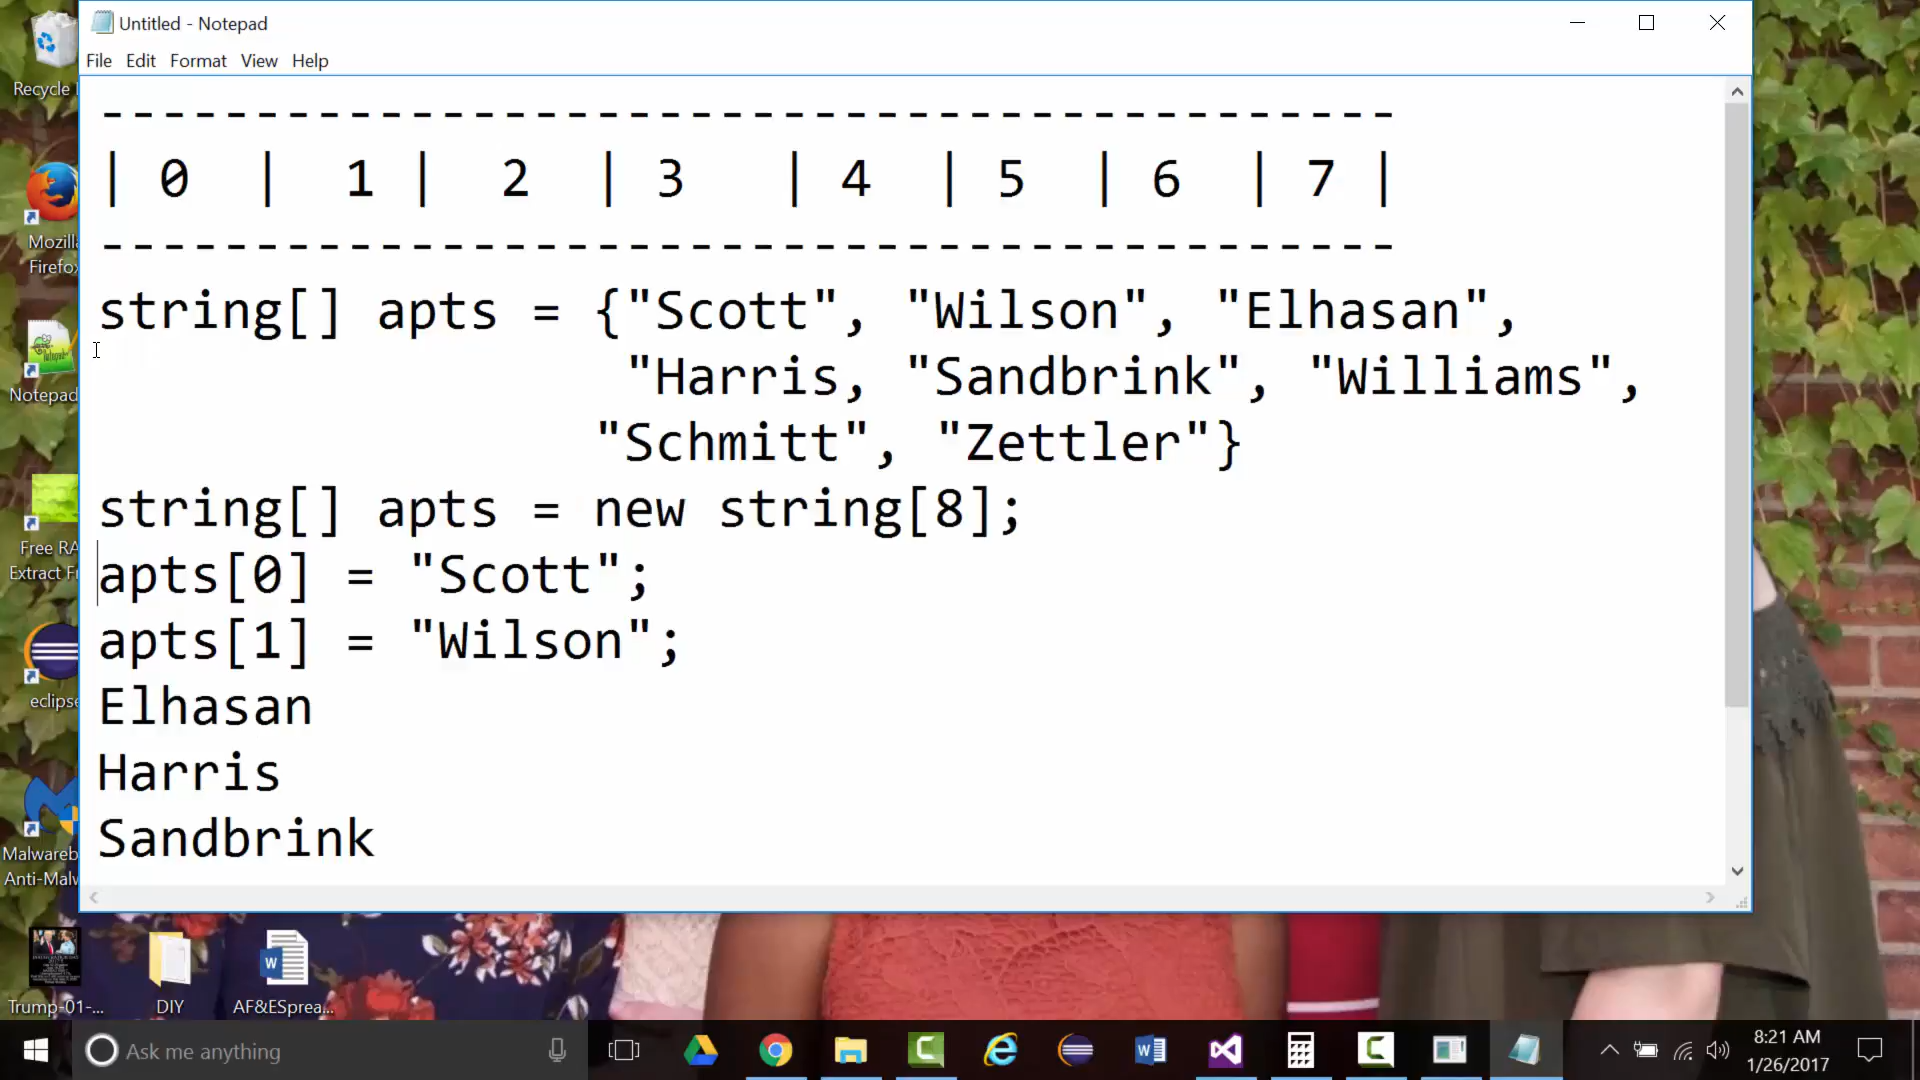 Untitled - Notepad
File Edit Format View Help
------------------------------------------
| 0 | 1 | 2 | 3 | 4 | 5 | 6 | 7 |
------------------------------------------
string[] apts = {"Scott", "Wilson", "Elhasan",
"Harris, "Sandbrink", "Williams",
"Schmitt", "Zettler"}
string[] apts = new string[8];
apts[0] = "Scott";
apts[1] = "Wilson";
Elhasan
Harris
Sandbrink
Recycle
Mozill
Firefox
Notepad
Free RA
Extract F
eclipse
Malwareb
Anti-Malw
Trump-01-...
DIY
AF&ESprea...
Ask me anything
8:21 AM
1/26/2017